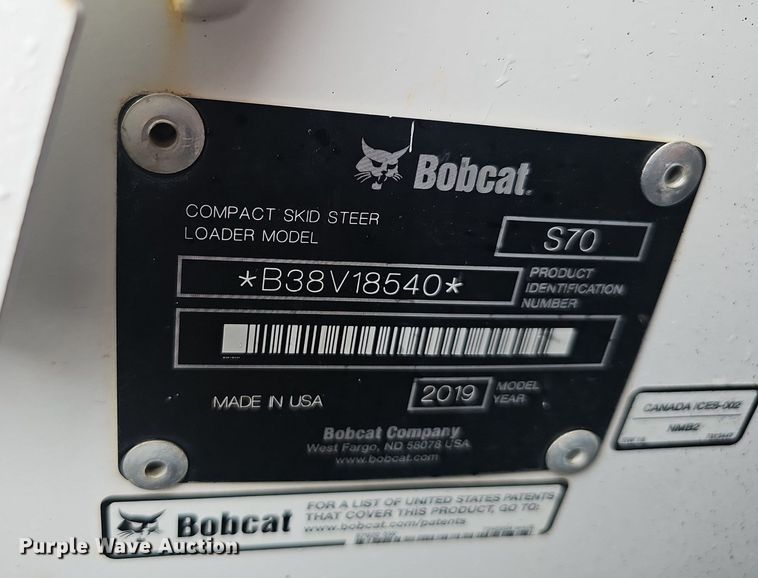 Bobcat
COMPACT SKID STEER
LOADER MODEL
S70
*B38V18540*
PRODUCT
IDENTIFICATION
NUMBER
MADE IN USA
2019
MODEL
YEAR
Bobcat Company
West Fargo, ND 58078 USA
www.bobcat.com
CANADA ICES-002
NMB2
Bobcat
FOR A LIST OF UNITED STATES PATENTS
THAT COVER THIS PRODUCT, GO TO:
www.bobcat.com/patents
Purple Wave Auction